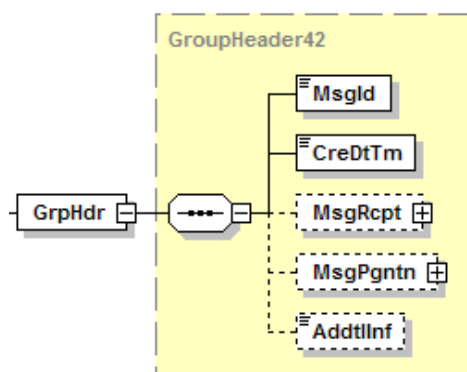 GroupHeader42
MsgId
CreDtTm
GrpHdr
MsgRcpt
MsgPgntn
AddtlInf